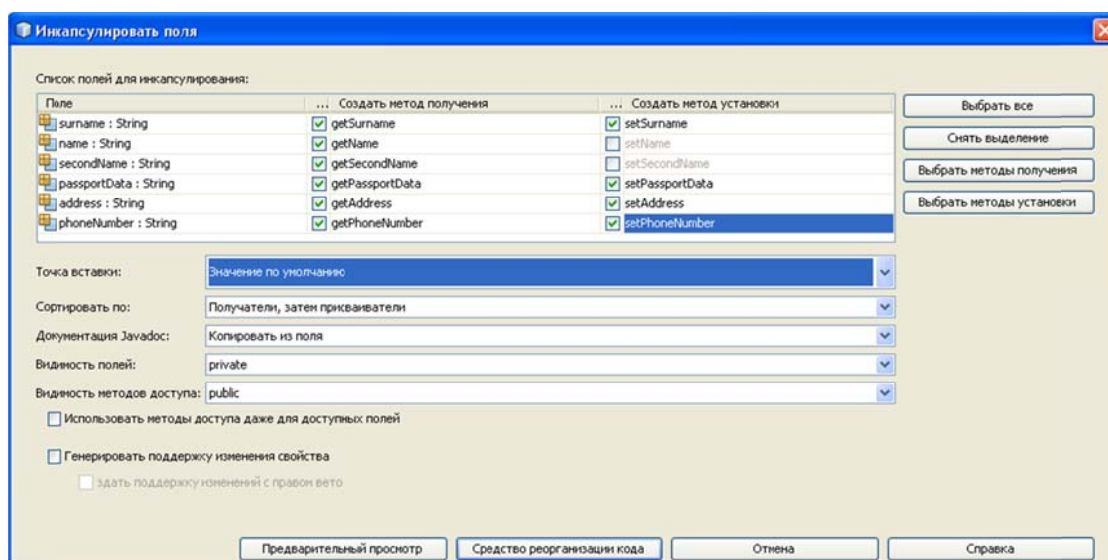 Инкапсулировать поля
Список полей для инкапсулирования:
Поле ... Создать метод получения ... Создать метод установки
surname : String getSurname setSurname
name : String getName setName
secondName : String getSecondName setSecondName
passportData : String getPassportData setPassportData
address : String getAddress setAddress
phoneNumber : String getPhoneNumber setPhoneNumber
Выбрать все
Снять выделение
Выбрать методы получения
Выбрать методы установки
Точка вставки: Значение по умолчанию
Сортировать по: Получатели, затем присваиватели
Документация Javadoc: Копировать из поля
Видимость полей: private
Видимость методов доступа: public
Использовать методы доступа даже для доступных полей
Генерировать поддержку изменения свойства
здать поддержку изменений с правом вето
Предварительный просмотр Средство реорганизации кода Отмена Справка